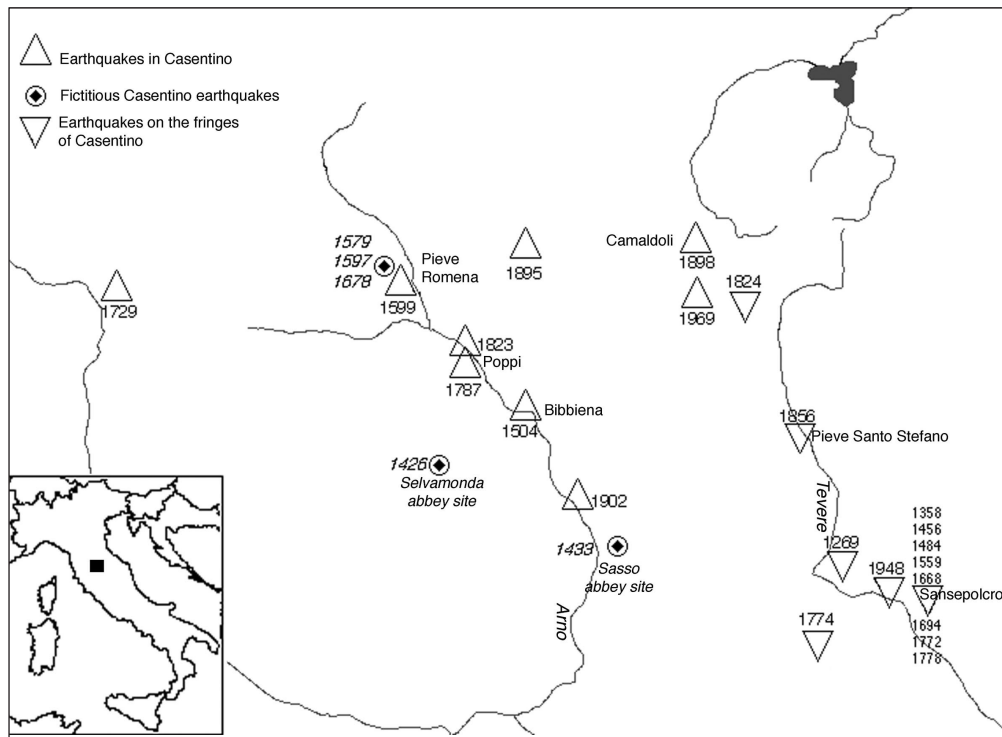 Earthquakes in Casentino
Fictitious Casentino earthquakes
Earthquakes on the fringes
of Casentino
1579
1597
1678
Pieve
Romena
1599
1729
1895
Camaldoli
1898
1824
1969
1823
Poppi
1787
Bibbiena
1504
1426
Selvamonda
abbey site
1902
1433
Sasso
abbey site
Arno
1856
Pieve Santo Stefano
Tevere
1269
1948
1774
1358
1456
1484
1559
1668
Sansepolcro
1694
1772
1778